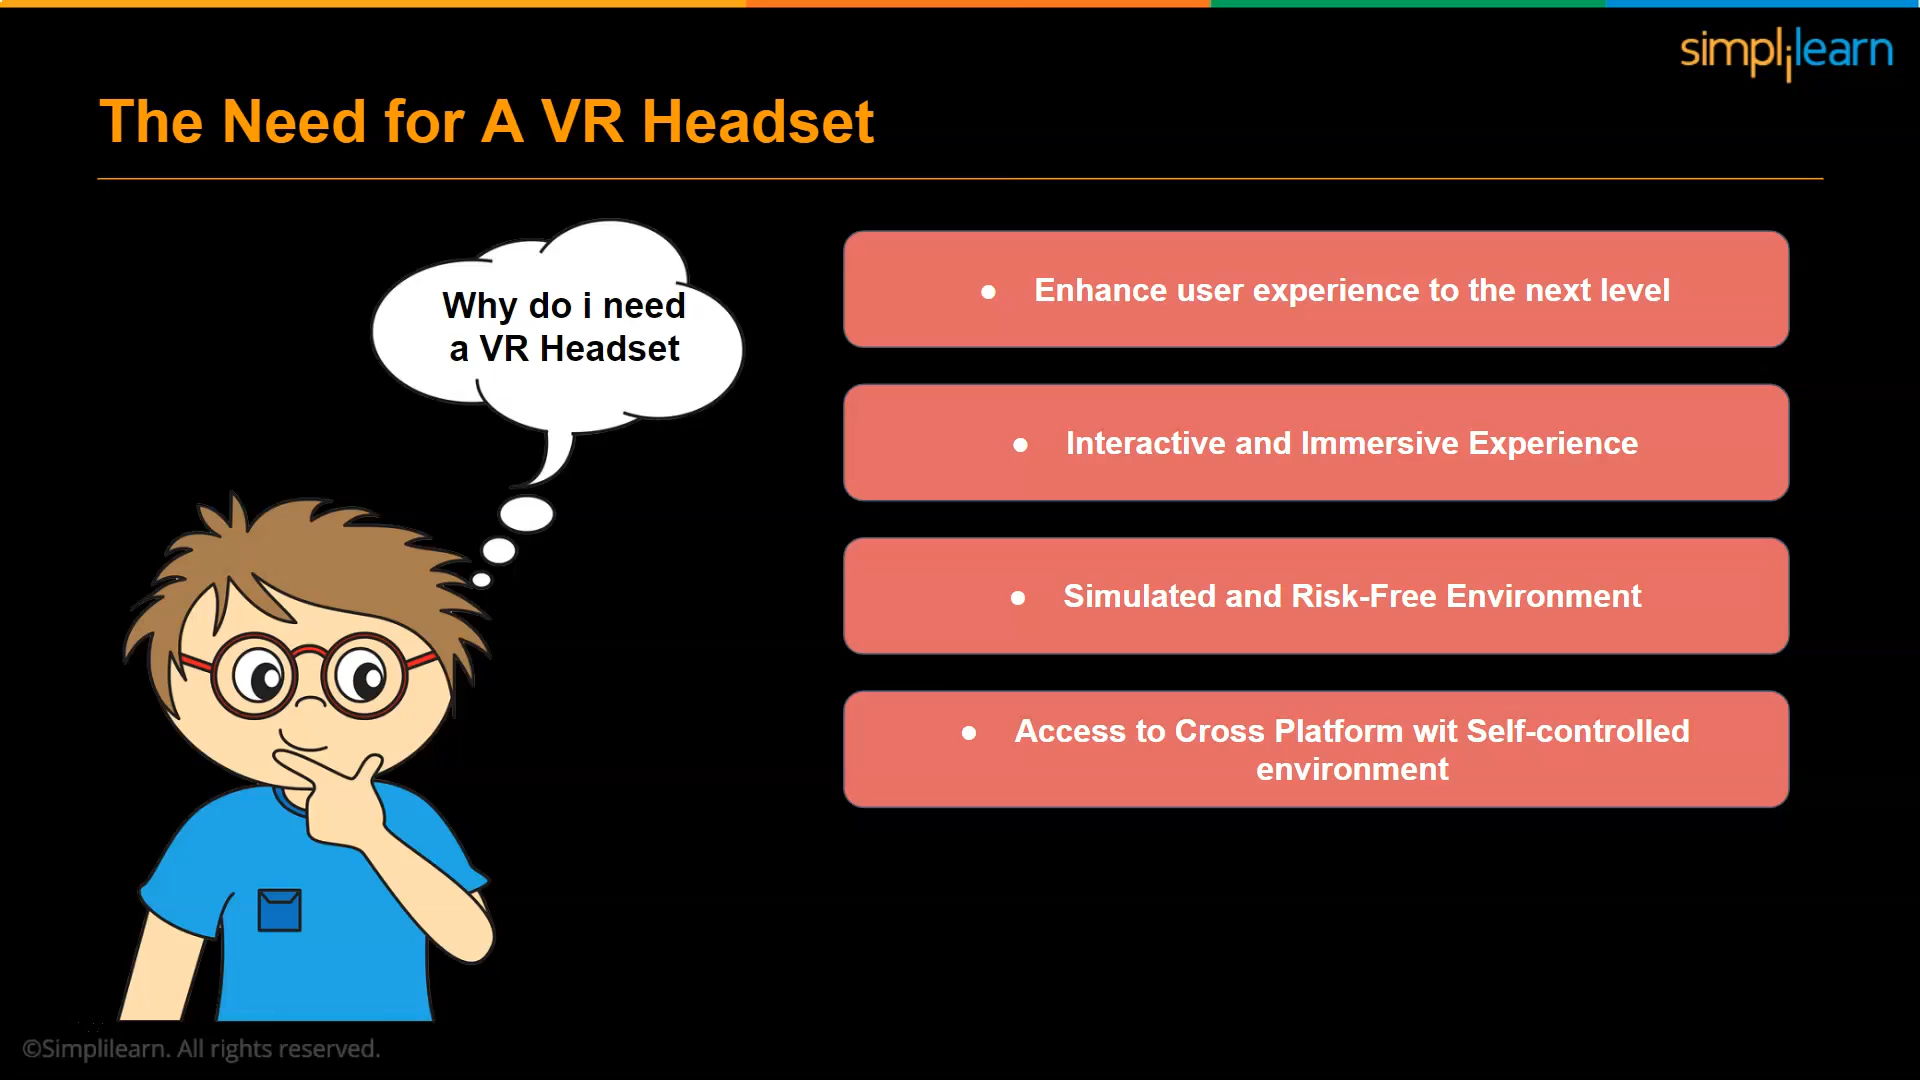 simplilearn
The Need for A VR Headset
Why do i need
a VR Headset
● Enhance user experience to the next level
● Interactive and Immersive Experience
● Simulated and Risk-Free Environment
● Access to Cross Platform wit Self-controlled
environment
©Simplilearn. All rights reserved.